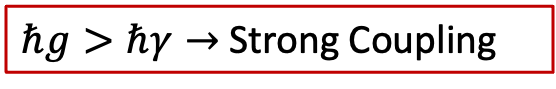 ℏ𝑔 > ℏ𝛾 → Strong Coupling